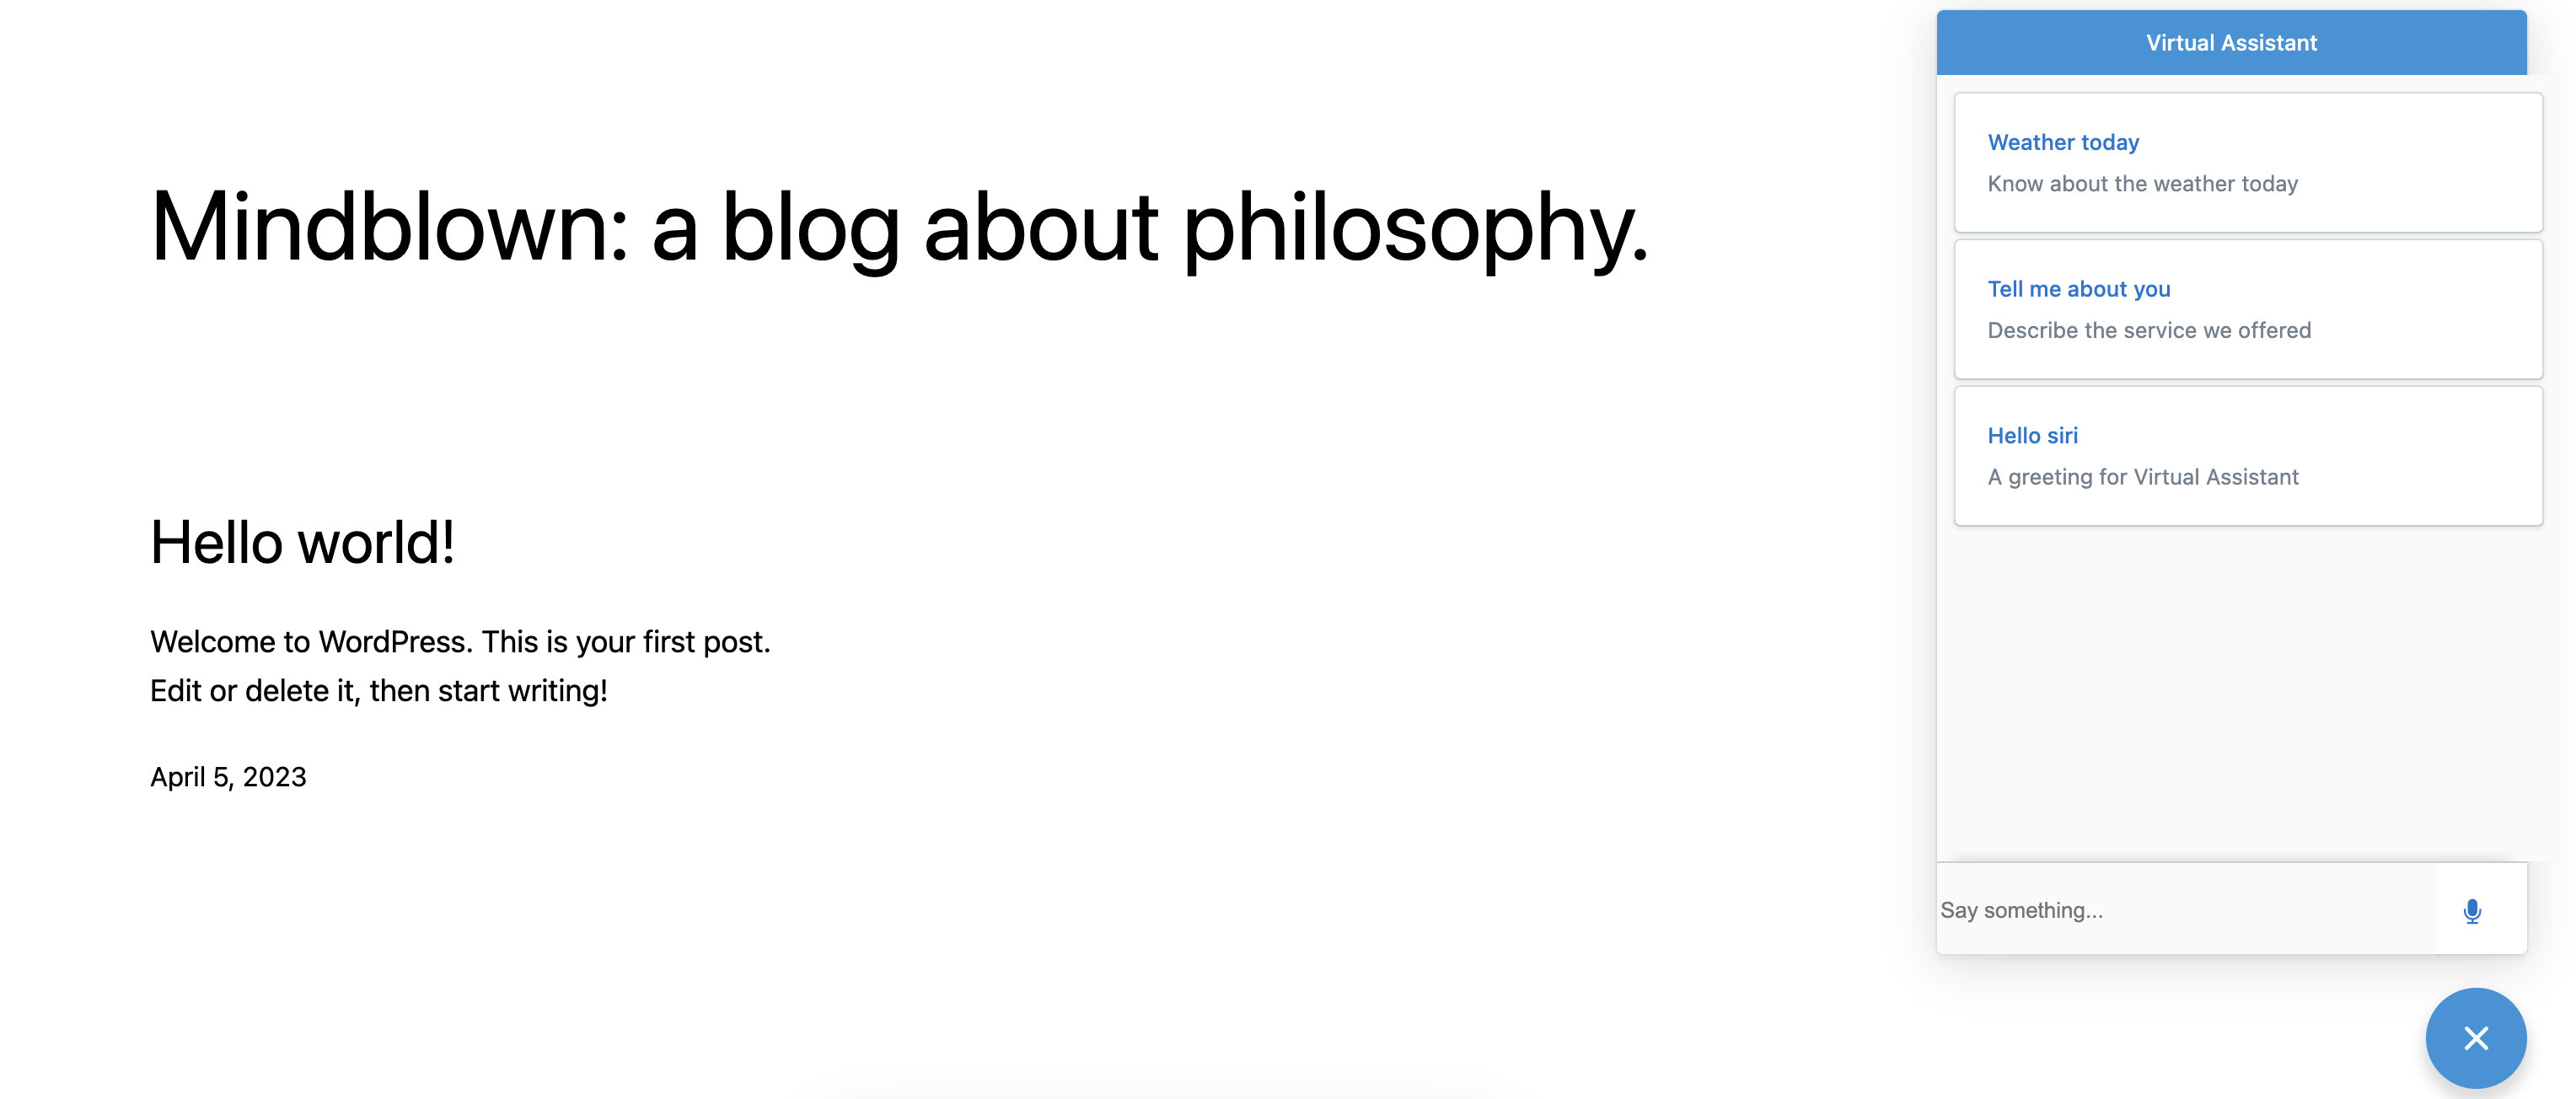 Mindblown: a blog about philosophy.
Hello world!
Welcome to WordPress. This is your first post.
Edit or delete it, then start writing!
April 5, 2023
Virtual Assistant
Weather today
Know about the weather today
Tell me about you
Describe the service we offered
Hello siri
A greeting for Virtual Assistant
Say something...